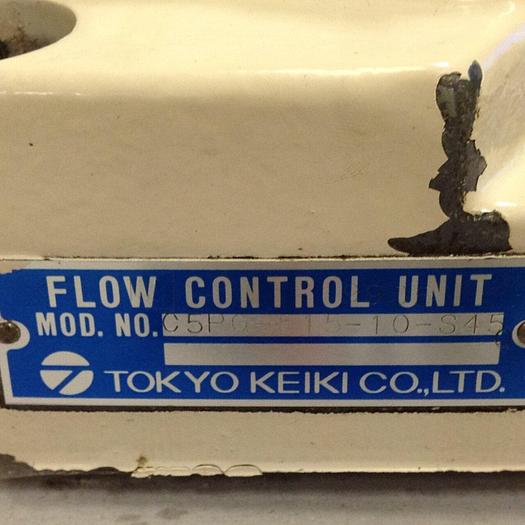 FLOW CONTROL UNIT
MOD. NO.
TOKYO KEIKI CO.,LTD.